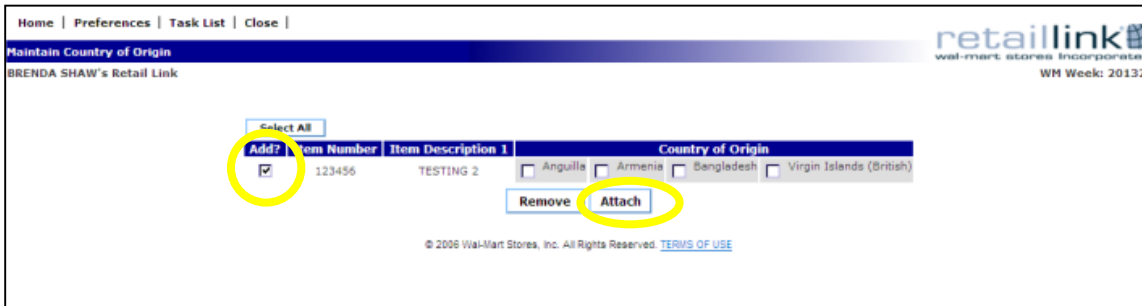 Home | Preferences | Task List | Close |
retaillink
wal-mart stores Incorporate
Maintain Country of Origin
BRENDA SHAW's Retail Link WM Week: 20132
Select All
Add? Item Number Item Description 1 Country of Origin
123456 TESTING 2 Anguilla Armenia Bangladesh Virgin Islands (British)
Remove Attach
© 2006 Wal-Mart Stores, Inc. All Rights Reserved. TERMS OF USE